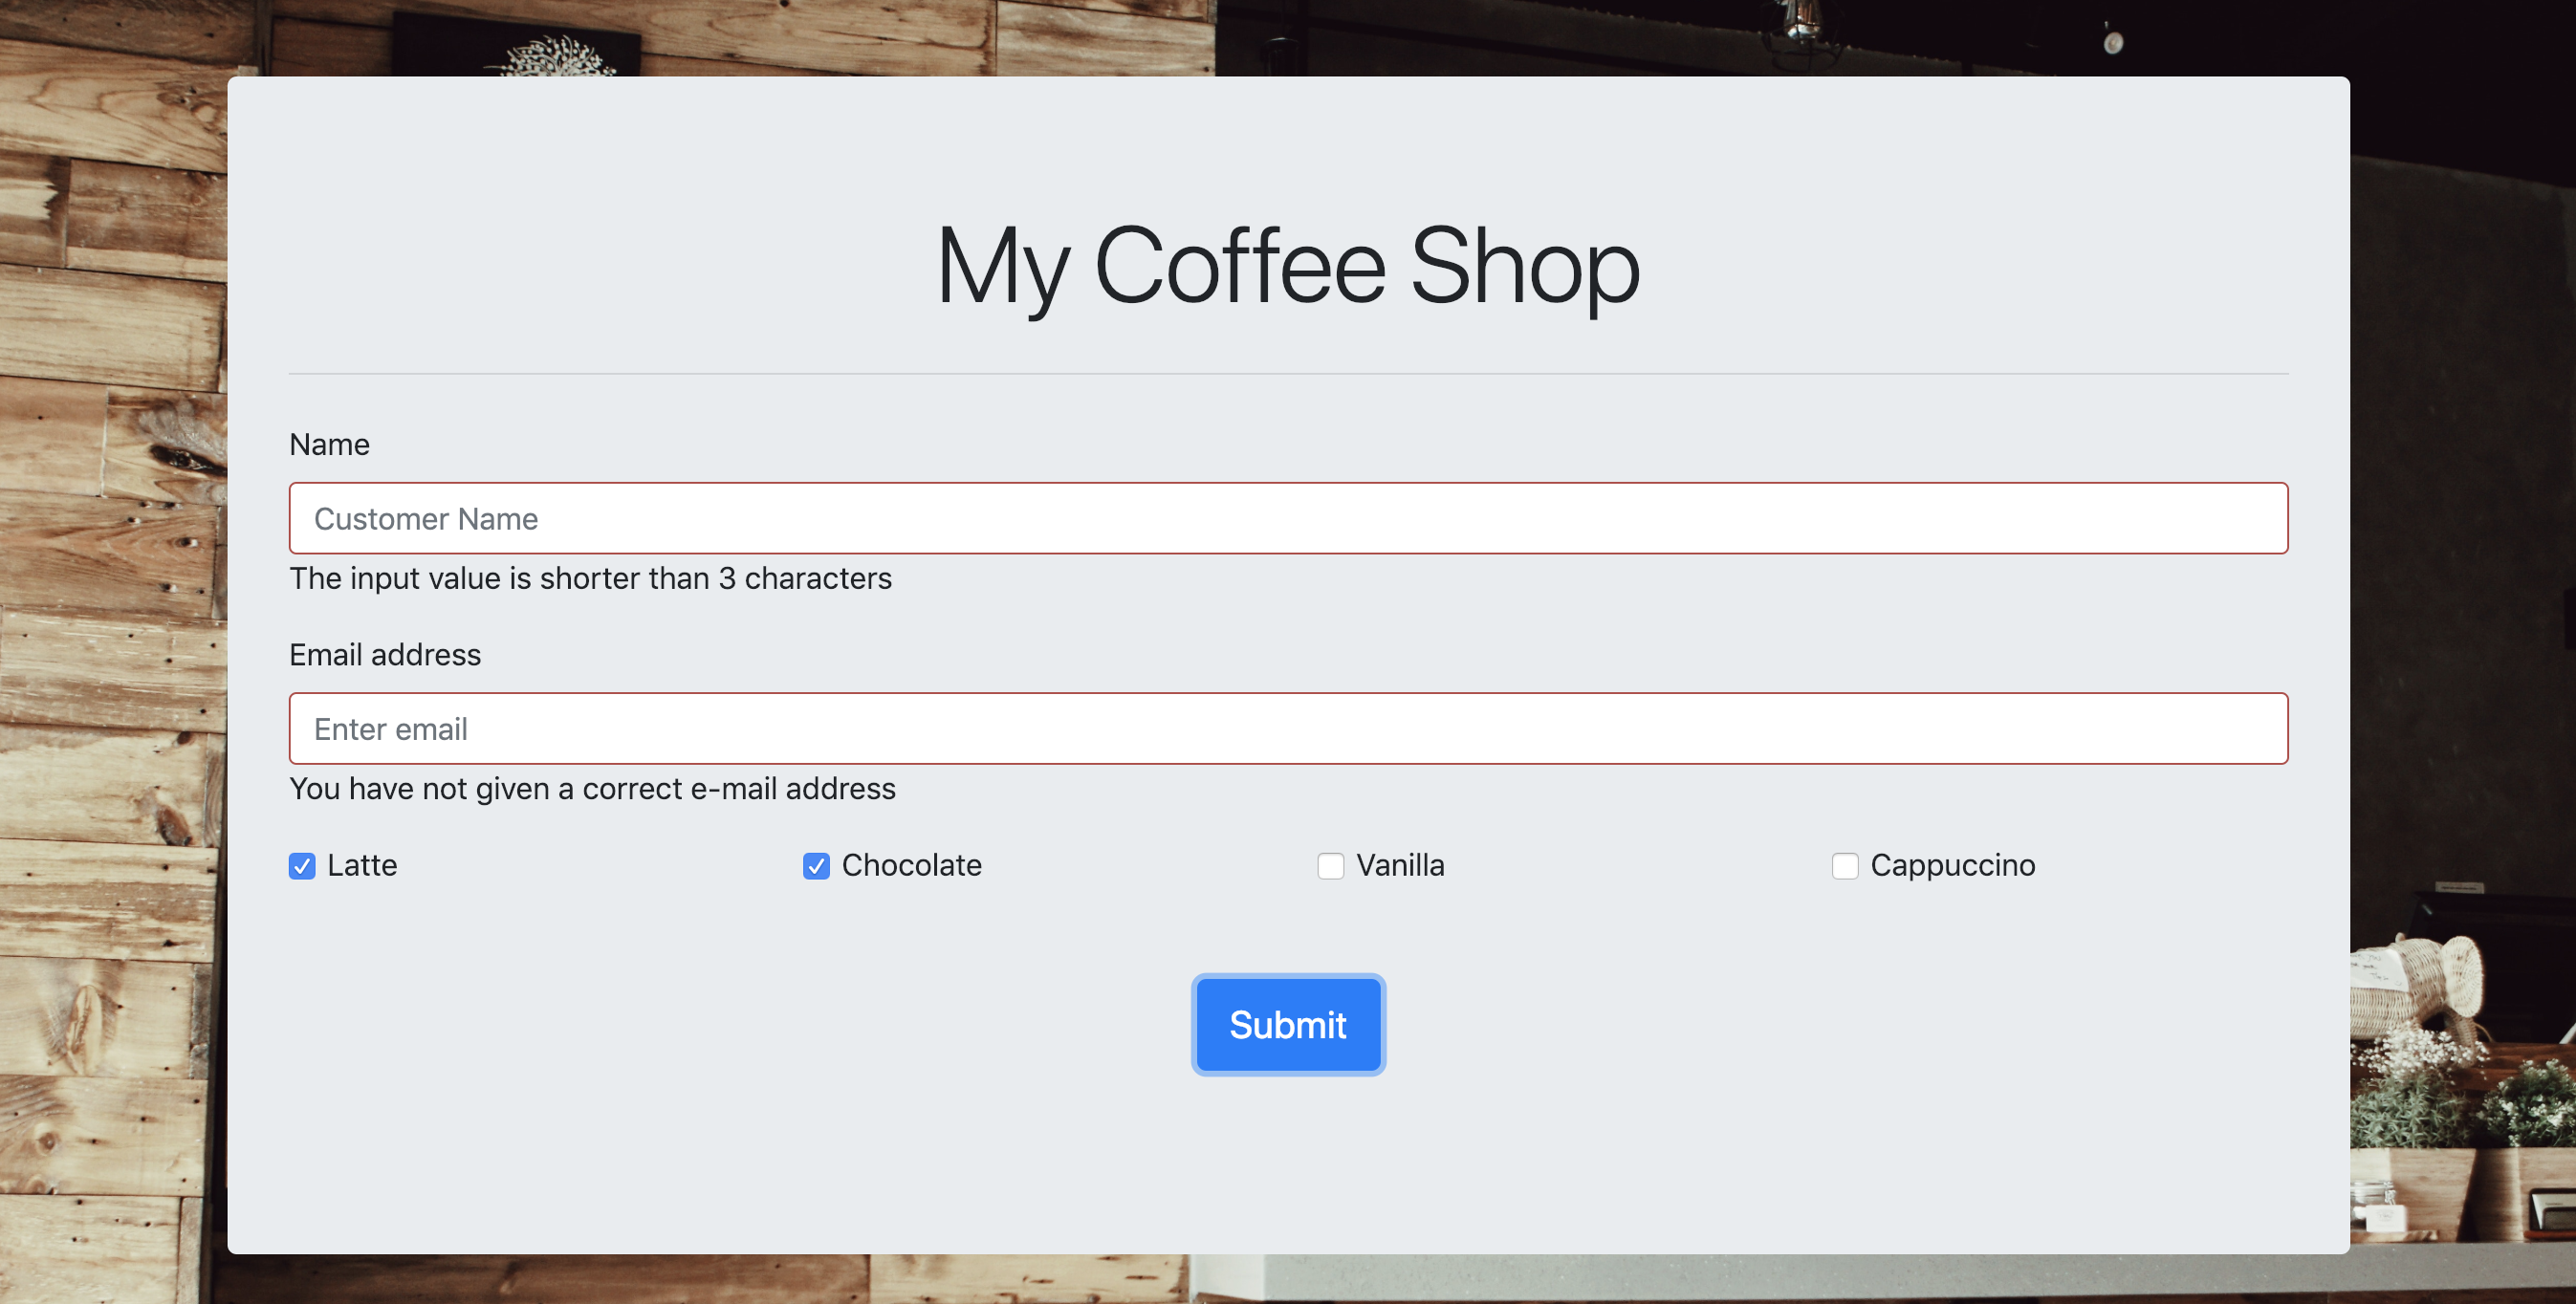 My Coffee Shop
Name
Customer Name
The input value is shorter than 3 characters
Email address
Enter email
You have not given a correct e-mail address
Latte Chocolate Vanilla Cappuccino
Submit